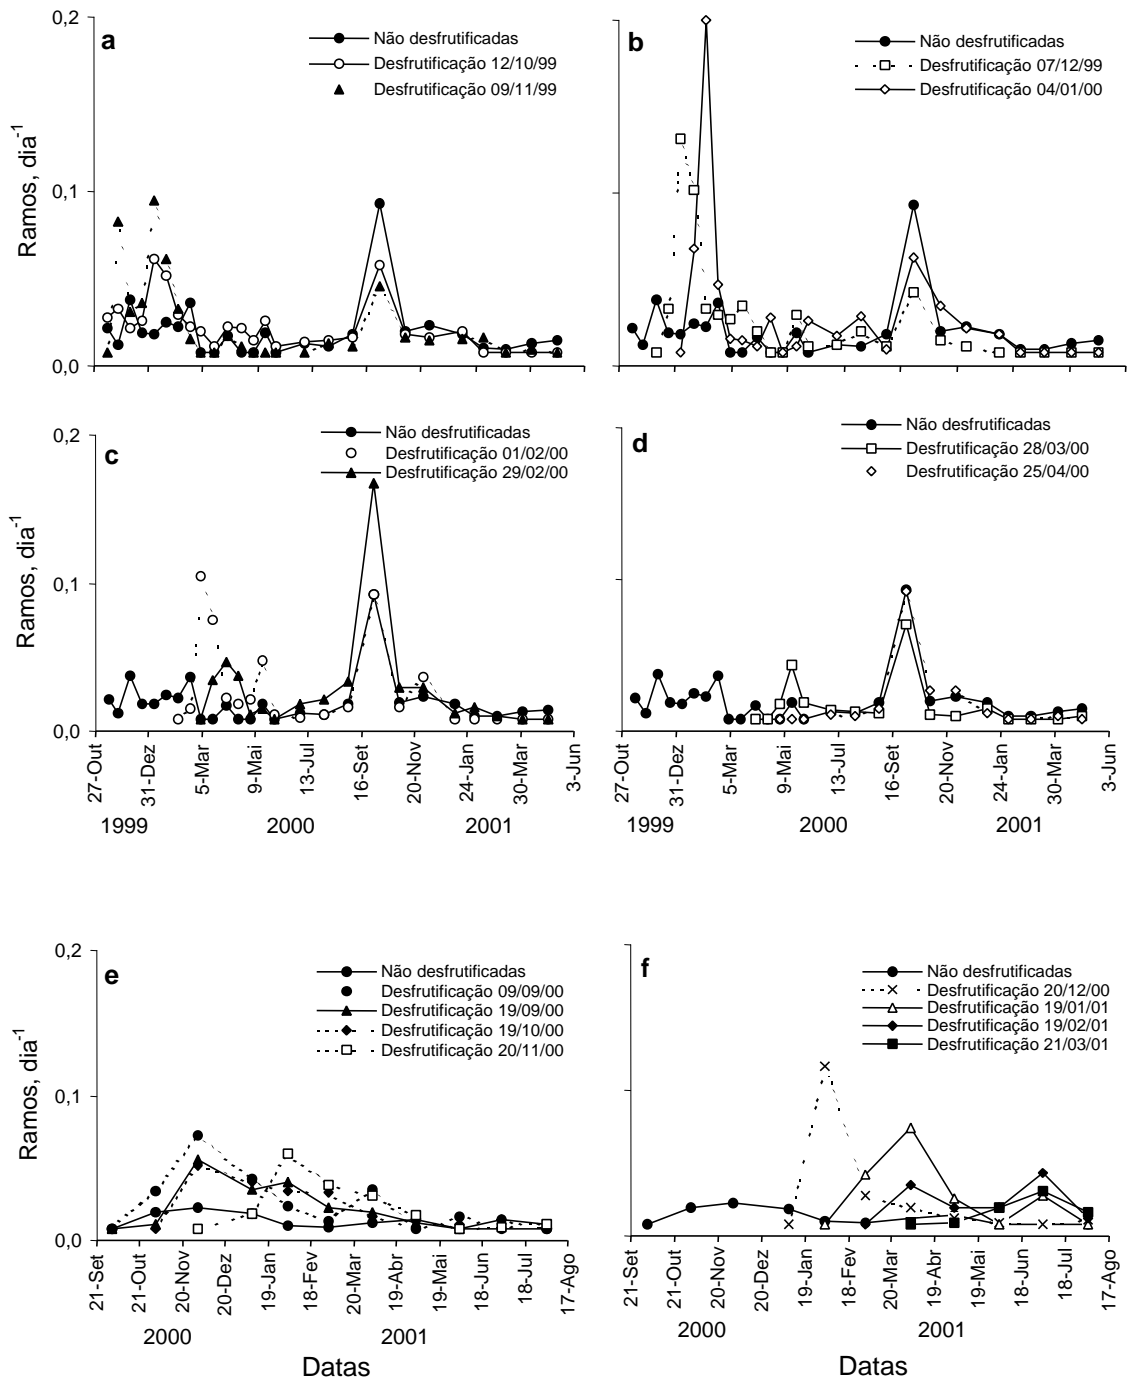 0,2
a
Não desfrutificadas
Desfrutificação 12/10/99
Desfrutificação 09/11/99
Ramos, dia-1
0,1
0,0
b
Não desfrutificadas
Desfrutificação 07/12/99
Desfrutificação 04/01/00
0,2
c
Não desfrutificadas
Desfrutificação 01/02/00
Desfrutificação 29/02/00
Ramos, dia-1
0,1
0,0
27-Out
31-Dez
5-Mar
9-Mai
13-Jul
16-Set
20-Nov
24-Jan
30-Mar
3-Jun
1999
2000
2001
d
Não desfrutificadas
Desfrutificação 28/03/00
Desfrutificação 25/04/00
27-Out
31-Dez
5-Mar
9-Mai
13-Jul
16-Set
20-Nov
24-Jan
30-Mar
3-Jun
1999
2000
2001
0,2
e
Não desfrutificadas
Desfrutificação 09/09/00
Desfrutificação 19/09/00
Desfrutificação 19/10/00
Desfrutificação 20/11/00
Ramos, dia-1
0,1
0,0
21-Set
21-Out
20-Nov
20-Dez
19-Jan
18-Fev
20-Mar
19-Abr
19-Mai
18-Jun
18-Jul
17-Ago
2000
2001
Datas
f
Não desfrutificadas
Desfrutificação 20/12/00
Desfrutificação 19/01/01
Desfrutificação 19/02/01
Desfrutificação 21/03/01
21-Set
21-Out
20-Nov
20-Dez
19-Jan
18-Fev
20-Mar
19-Abr
19-Mai
18-Jun
18-Jul
17-Ago
2000
2001
Datas